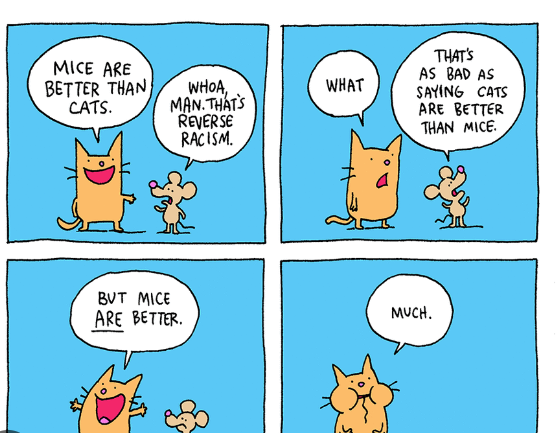 MICE ARE
BETTER THAN
CATS.
WHOA,
MAN. THAT'S
REVERSE
RACISM.
WHAT
THAT'S
AS BAD AS
SAYING CATS
ARE BETTER
THAN MICE.
BUT MICE
ARE BETTER.
MUCH.